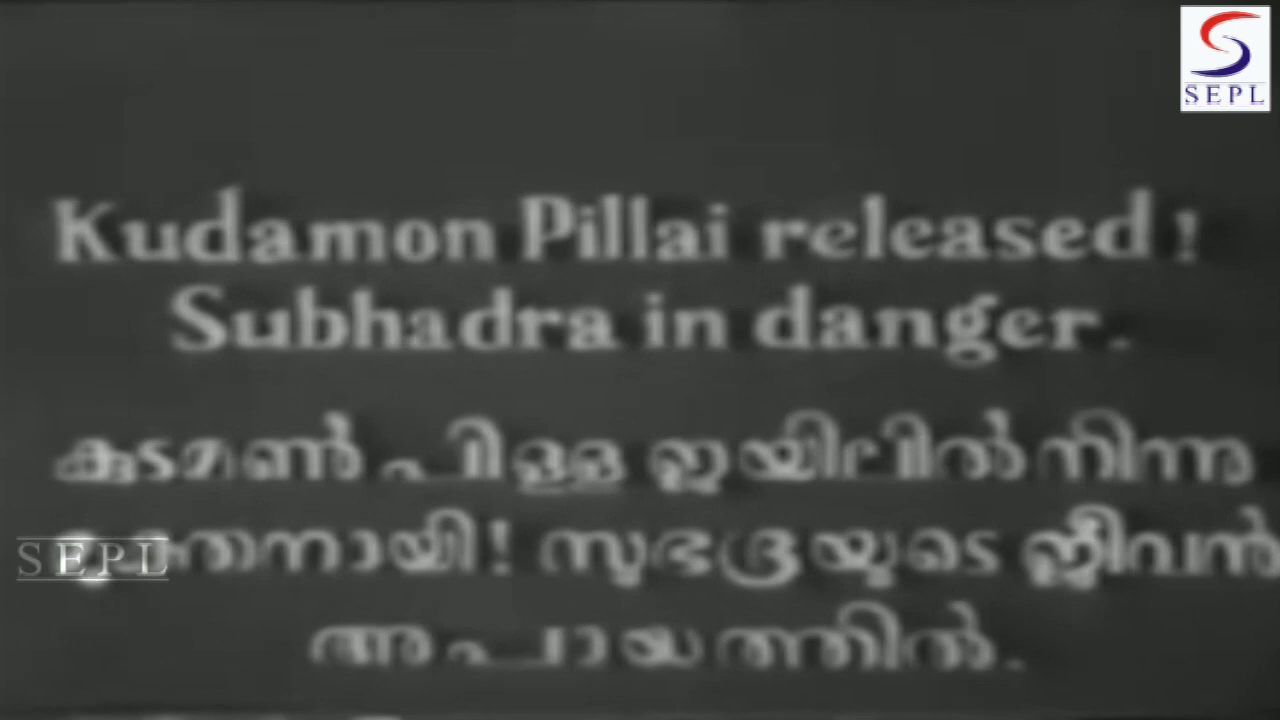 SEPL
Kudamon Pillai released!
Subhadra in danger.
കുടമൺ പിള്ള ജയിലിൽ നിന്നു
SEPL
മുക്തനായി! സുഭദ്രയുടെ ജീവൻ
അപായത്തിൽ.